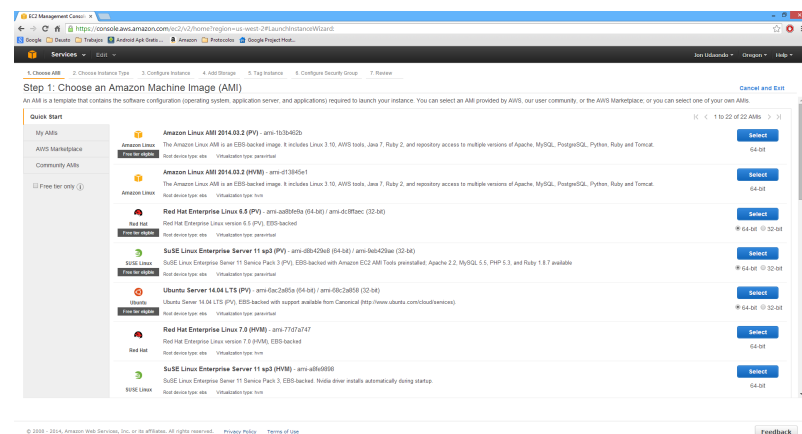 EC2 Management Console
https://console.aws.amazon.com/ec2/v2/home?region=us-west-2#LaunchInstanceWizard:
Google Deusto Trabajos Android Apk Gratis ... Amazon Protocolos Google Project Host...
Services Edit Jon Udaondo Oregon Help
1. Choose AMI 2. Choose Instance Type 3. Configure Instance 4. Add Storage 5. Tag Instance 6. Configure Security Group 7. Review
Step 1: Choose an Amazon Machine Image (AMI) Cancel and Exit
An AMI is a template that contains the software configuration (operating system, application server, and applications) required to launch your instance. You can select an AMI provided by AWS, our user community, or the AWS Marketplace; or you can select one of your own AMIs.
Quick Start 1 to 22 of 22 AMIs
My AMIs
AWS Marketplace
Community AMIs
Free tier only
Amazon Linux AMI 2014.03.2 (PV) - ami-1b3b462b Select
Amazon Linux The Amazon Linux AMI is an EBS-backed image. It includes Linux 3.10, AWS tools, Java 7, Ruby 2, and repository access to multiple versions of Apache, MySQL, PostgreSQL, Python, Ruby and Tomcat. 64-bit
Free tier eligible Root device type: ebs Virtualization type: paravirtual
Amazon Linux AMI 2014.03.2 (HVM) - ami-d13845e1 Select
The Amazon Linux AMI is an EBS-backed image. It includes Linux 3.10, AWS tools, Java 7, Ruby 2, and repository access to multiple versions of Apache, MySQL, PostgreSQL, Python, Ruby and Tomcat. 64-bit
Amazon Linux Root device type: ebs Virtualization type: hvm
Red Hat Enterprise Linux 6.5 (PV) - ami-aa8bfe9a (64-bit) / ami-dc8ffaec (32-bit) Select
Red Hat Red Hat Enterprise Linux version 6.5 (PV), EBS-backed 64-bit 32-bit
Free tier eligible Root device type: ebs Virtualization type: paravirtual
SuSE Linux Enterprise Server 11 sp3 (PV) - ami-d8b429e8 (64-bit) / ami-9eb429ae (32-bit) Select
SUSE Linux SuSE Linux Enterprise Server 11 Service Pack 3 (PV), EBS-backed with Amazon EC2 AMI Tools preinstalled; Apache 2.2, MySQL 5.5, PHP 5.3, and Ruby 1.8.7 available 64-bit 32-bit
Free tier eligible Root device type: ebs Virtualization type: paravirtual
Ubuntu Server 14.04 LTS (PV) - ami-6ac2a85a (64-bit) / ami-68c2a858 (32-bit) Select
Ubuntu Ubuntu Server 14.04 LTS (PV), EBS-backed with support available from Canonical (http://www.ubuntu.com/cloud/services). 64-bit 32-bit
Free tier eligible Root device type: ebs Virtualization type: paravirtual
Red Hat Enterprise Linux 7.0 (HVM) - ami-77d7a747 Select
Red Hat Enterprise Linux version 7.0 (HVM), EBS-backed 64-bit
Red Hat Root device type: ebs Virtualization type: hvm
SuSE Linux Enterprise Server 11 sp3 (HVM) - ami-a8fe9898 Select
SuSE Linux Enterprise Server 11 Service Pack 3, EBS-backed. Nvidia driver installs automatically during startup. 64-bit
SUSE Linux Root device type: ebs Virtualization type: hvm
© 2008 - 2014, Amazon Web Services, Inc. or its affiliates. All rights reserved. Privacy Policy Terms of Use Feedback